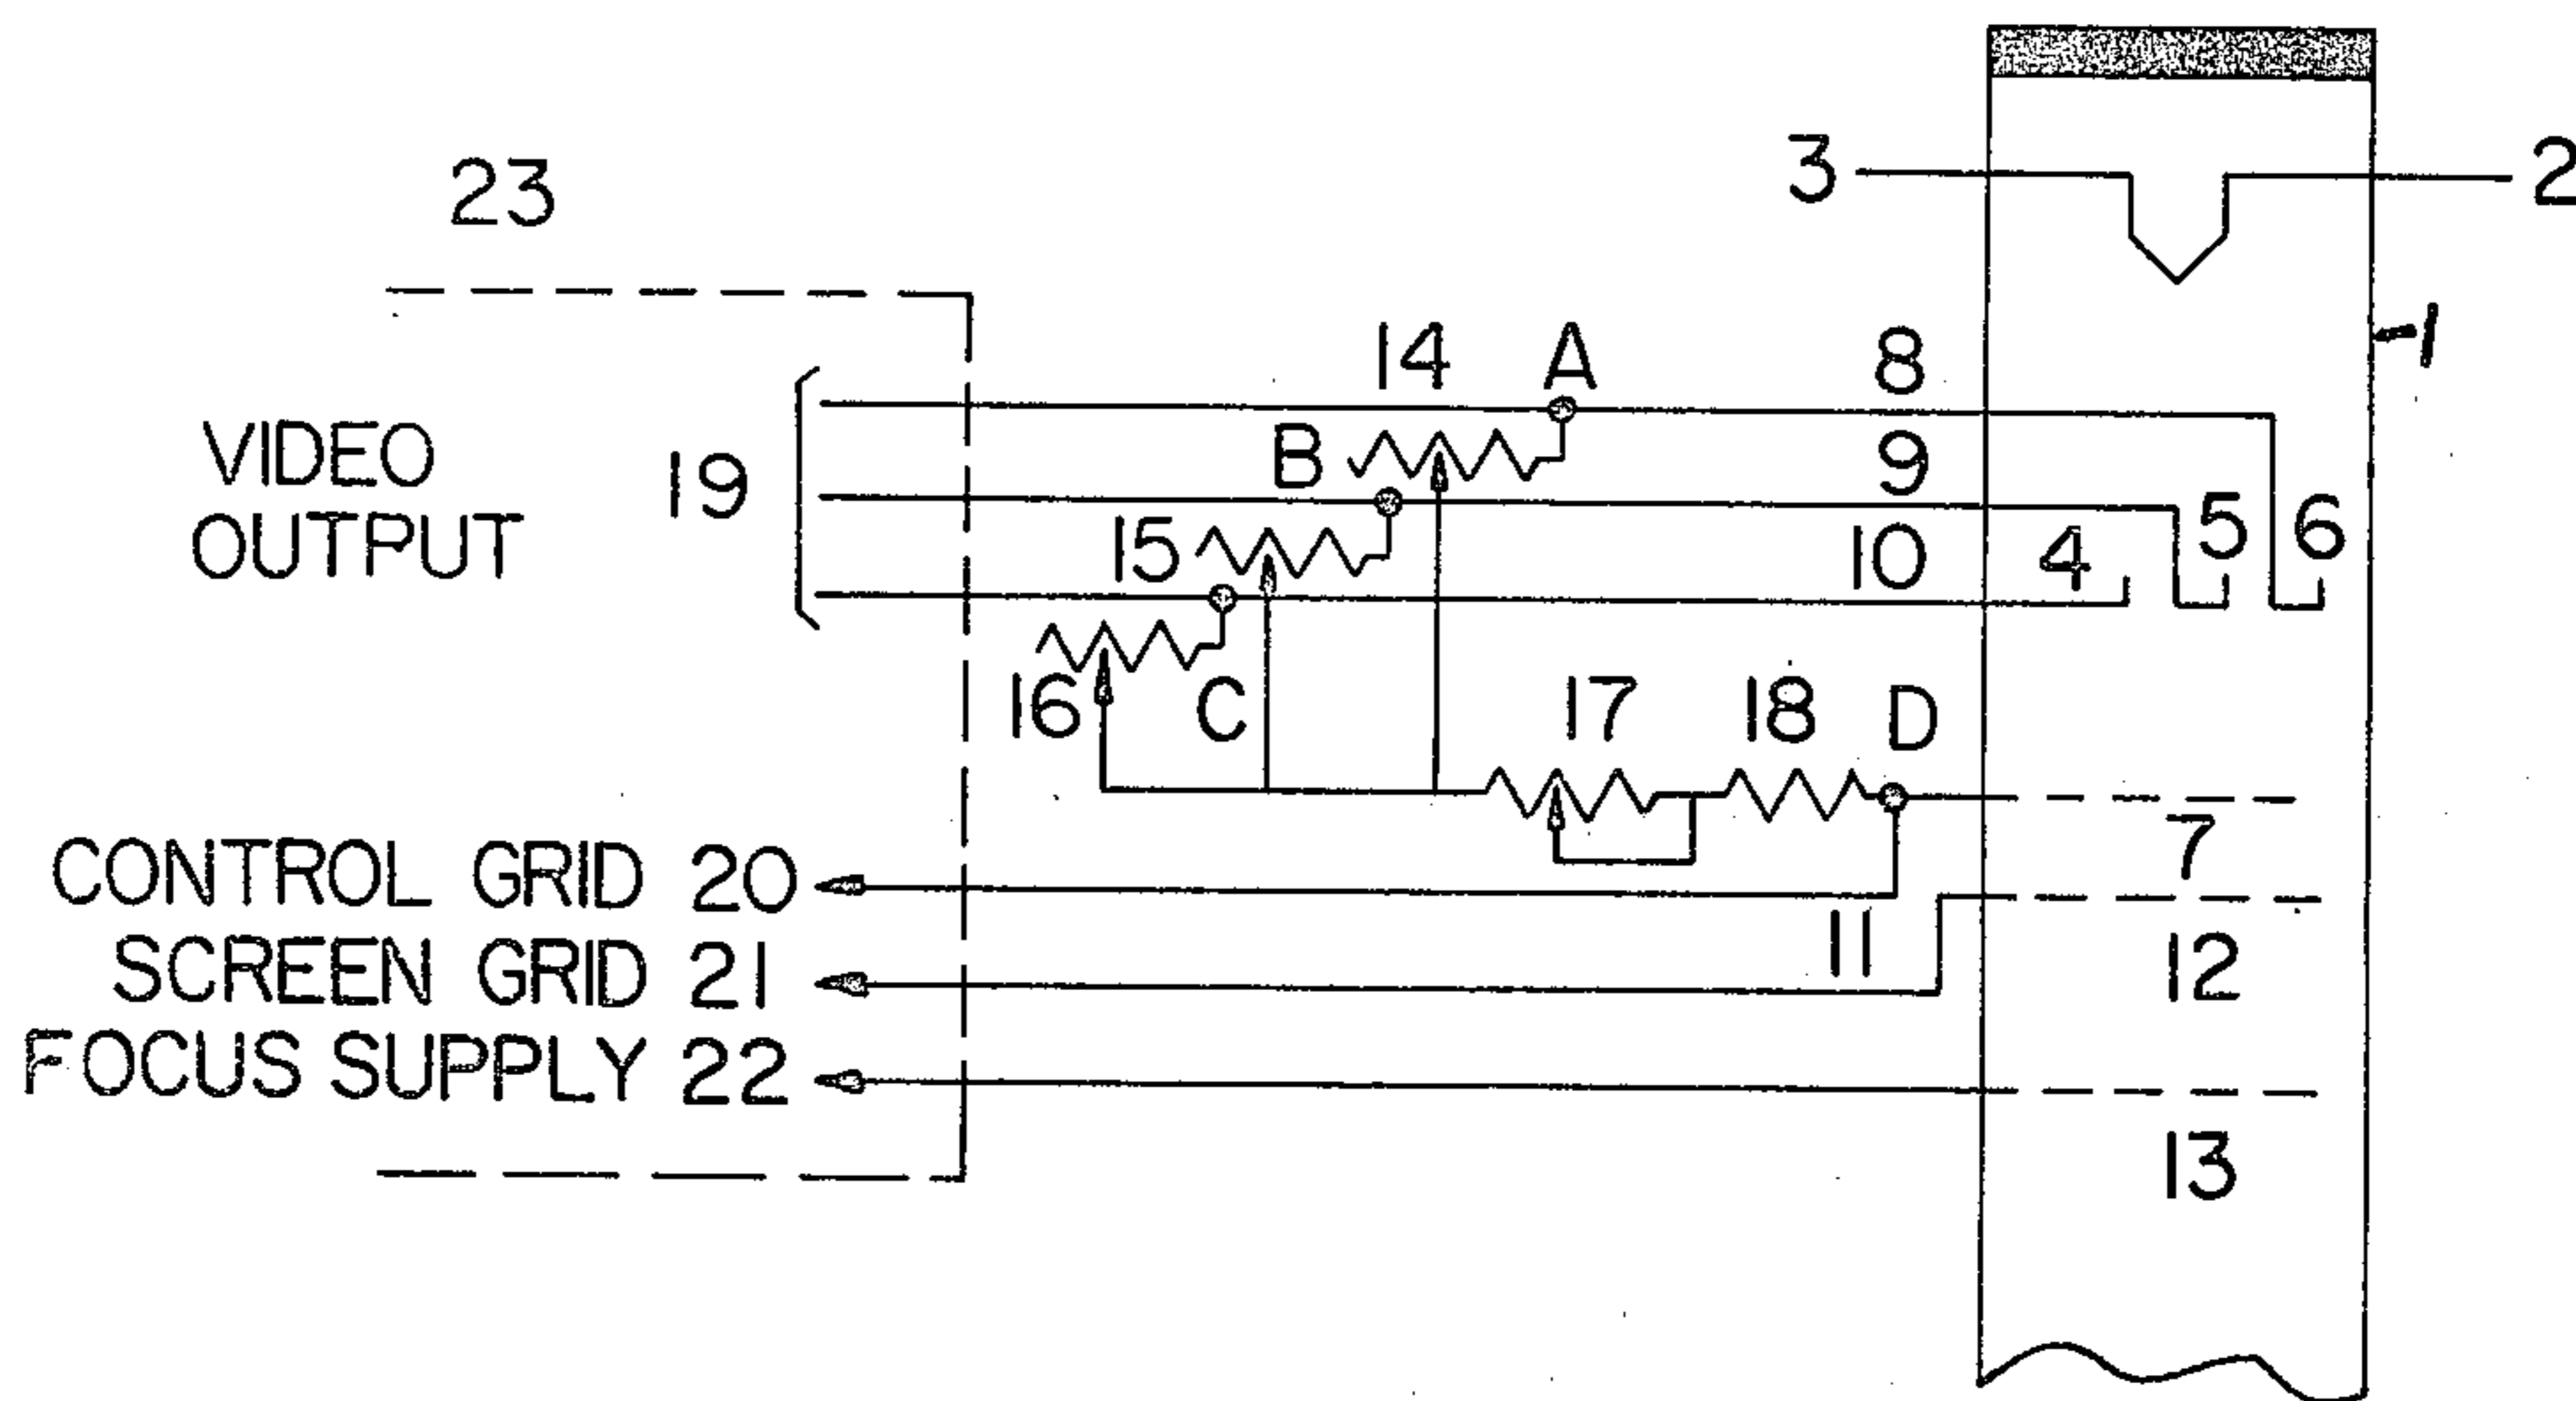 3
2
23
1
14 A 8
VIDEO OUTPUT
19
B 9
15 10 4 5 6
16 C 17 18 D
7
CONTROL GRID 20
11
SCREEN GRID 21
12
FOCUS SUPPLY 22
13